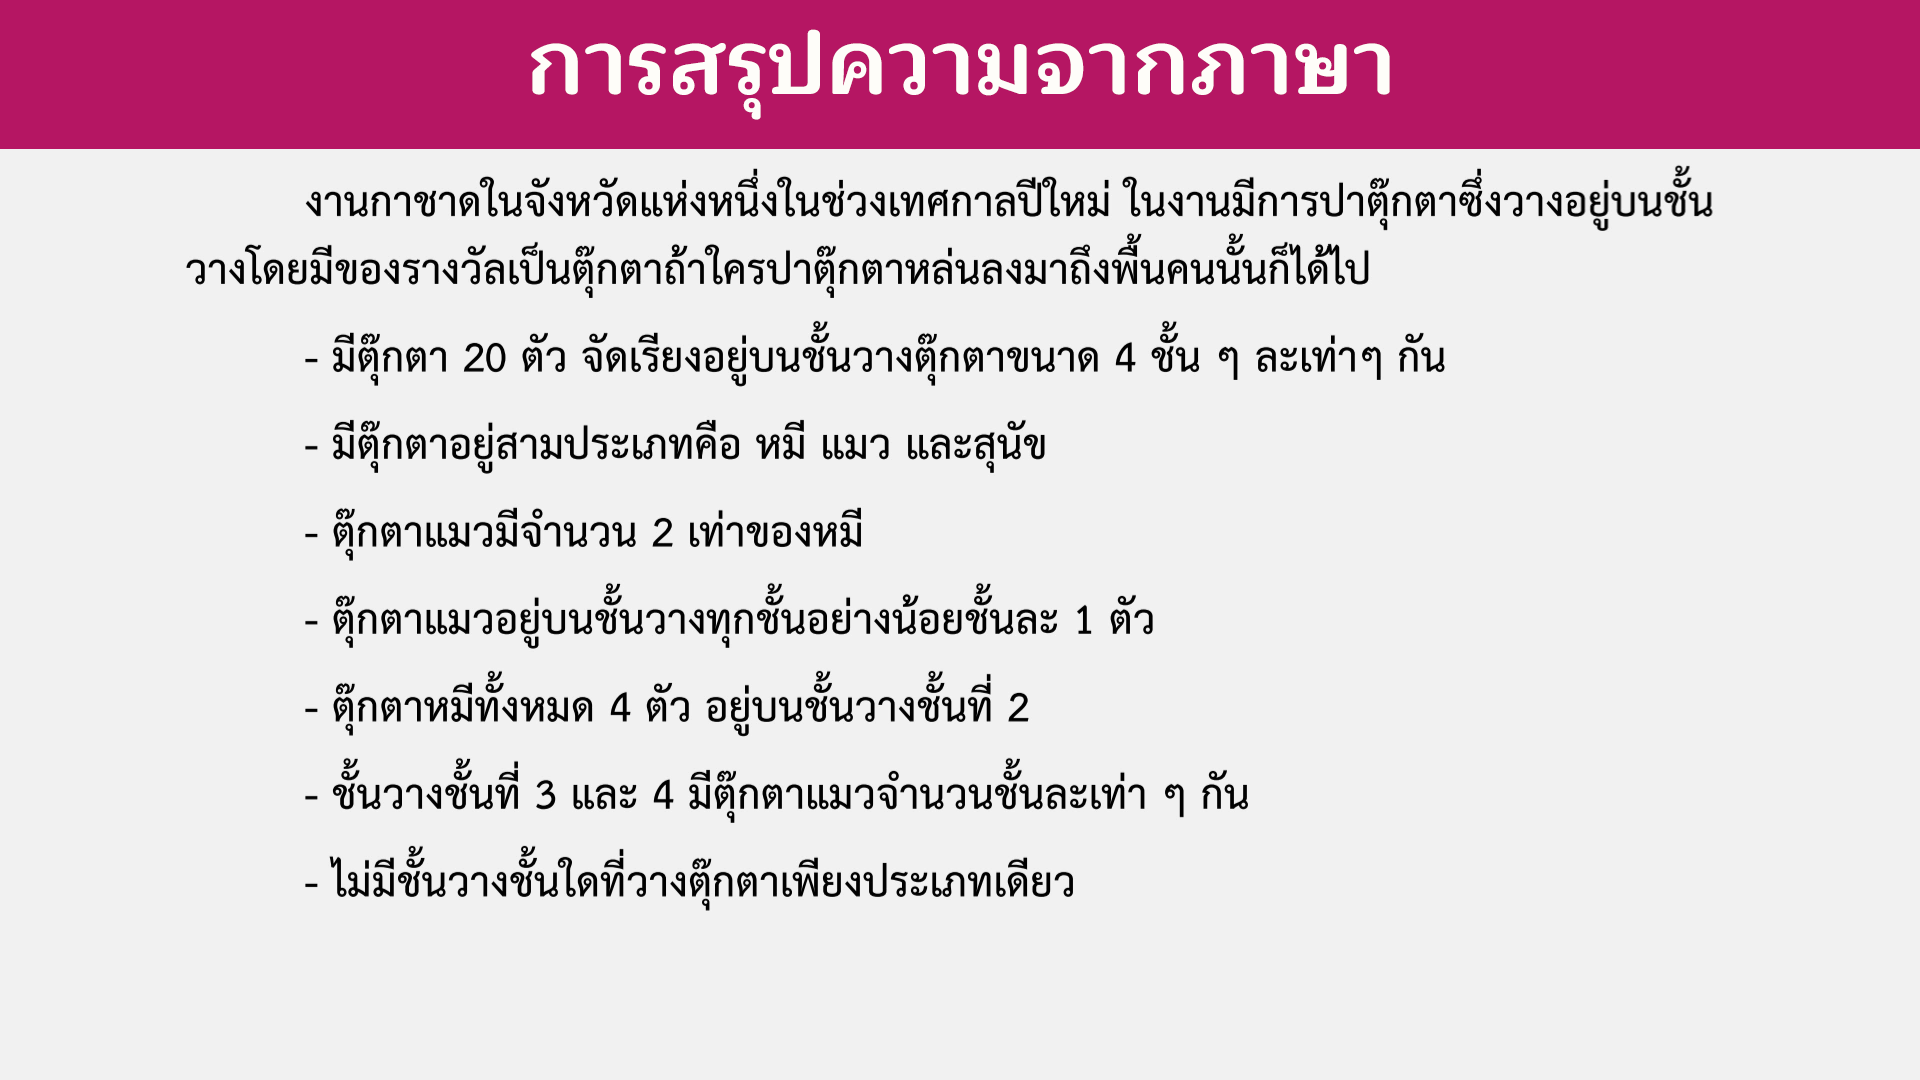 การสรุปความจากภาษา
งานกาชาดในจังหวัดแห่งหนึ่งในช่วงเทศกาลปีใหม่ ในงานมีการปาตุ๊กตาซึ่งวางอยู่บนชั้น
วางโดยมีของรางวัลเป็นตุ๊กตาถ้าใครปาตุ๊กตาหล่นลงมาถึงพื้นคนนั้นก็ได้ไป
- มีตุ๊กตา 20 ตัว จัดเรียงอยู่บนชั้นวางตุ๊กตาขนาด 4 ชั้น ๆ ละเท่าๆ กัน
- มีตุ๊กตาอยู่สามประเภทคือ หมี แมว และสุนัข
- ตุ๊กตาแมวมีจำนวน 2 เท่าของหมี
- ตุ๊กตาแมวอยู่บนชั้นวางทุกชั้นอย่างน้อยชั้นละ 1 ตัว
- ตุ๊กตาหมีทั้งหมด 4 ตัว อยู่บนชั้นวางชั้นที่ 2
- ชั้นวางชั้นที่ 3 และ 4 มีตุ๊กตาแมวจำนวนชั้นละเท่า ๆ กัน
- ไม่มีชั้นวางชั้นใดที่วางตุ๊กตาเพียงประเภทเดียว